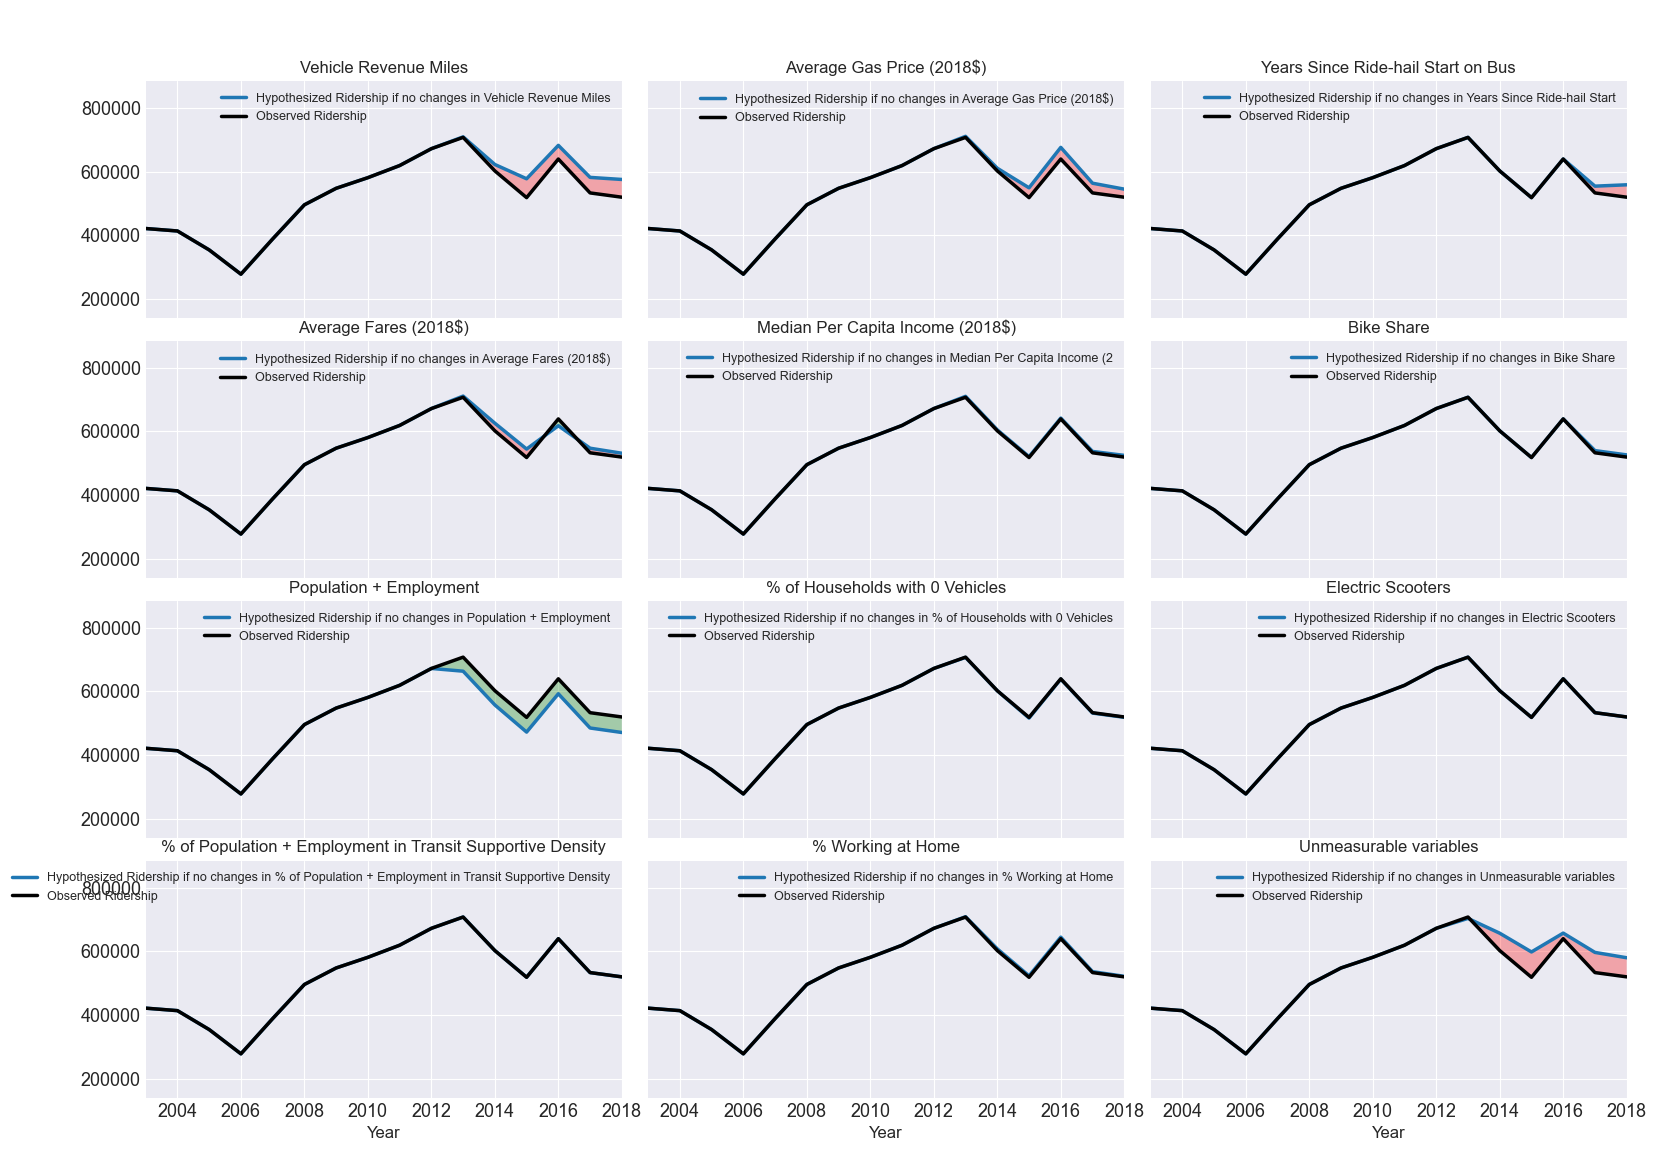 Vehicle Revenue Miles
Hypothesized Ridership if no changes in Vehicle Revenue Miles
Observed Ridership
800000
600000
400000
200000
Average Gas Price (2018$)
Hypothesized Ridership if no changes in Average Gas Price (2018$)
Observed Ridership
Years Since Ride-hail Start on Bus
Hypothesized Ridership if no changes in Years Since Ride-hail Start
Observed Ridership
Average Fares (2018$)
Hypothesized Ridership if no changes in Average Fares (2018$)
Observed Ridership
800000
600000
400000
200000
Median Per Capita Income (2018$)
Hypothesized Ridership if no changes in Median Per Capita Income (2
Observed Ridership
Bike Share
Hypothesized Ridership if no changes in Bike Share
Observed Ridership
Population + Employment
Hypothesized Ridership if no changes in Population + Employment
Observed Ridership
800000
600000
400000
200000
% of Households with 0 Vehicles
Hypothesized Ridership if no changes in % of Households with 0 Vehicles
Observed Ridership
Electric Scooters
Hypothesized Ridership if no changes in Electric Scooters
Observed Ridership
% of Population + Employment in Transit Supportive Density
Hypothesized Ridership if no changes in % of Population + Employment in Transit Supportive Density
Observed Ridership
800000
600000
400000
200000
2004 2006 2008 2010 2012 2014 2016 2018
Year
% Working at Home
Hypothesized Ridership if no changes in % Working at Home
Observed Ridership
2004 2006 2008 2010 2012 2014 2016 2018
Year
Unmeasurable variables
Hypothesized Ridership if no changes in Unmeasurable variables
Observed Ridership
2004 2006 2008 2010 2012 2014 2016 2018
Year